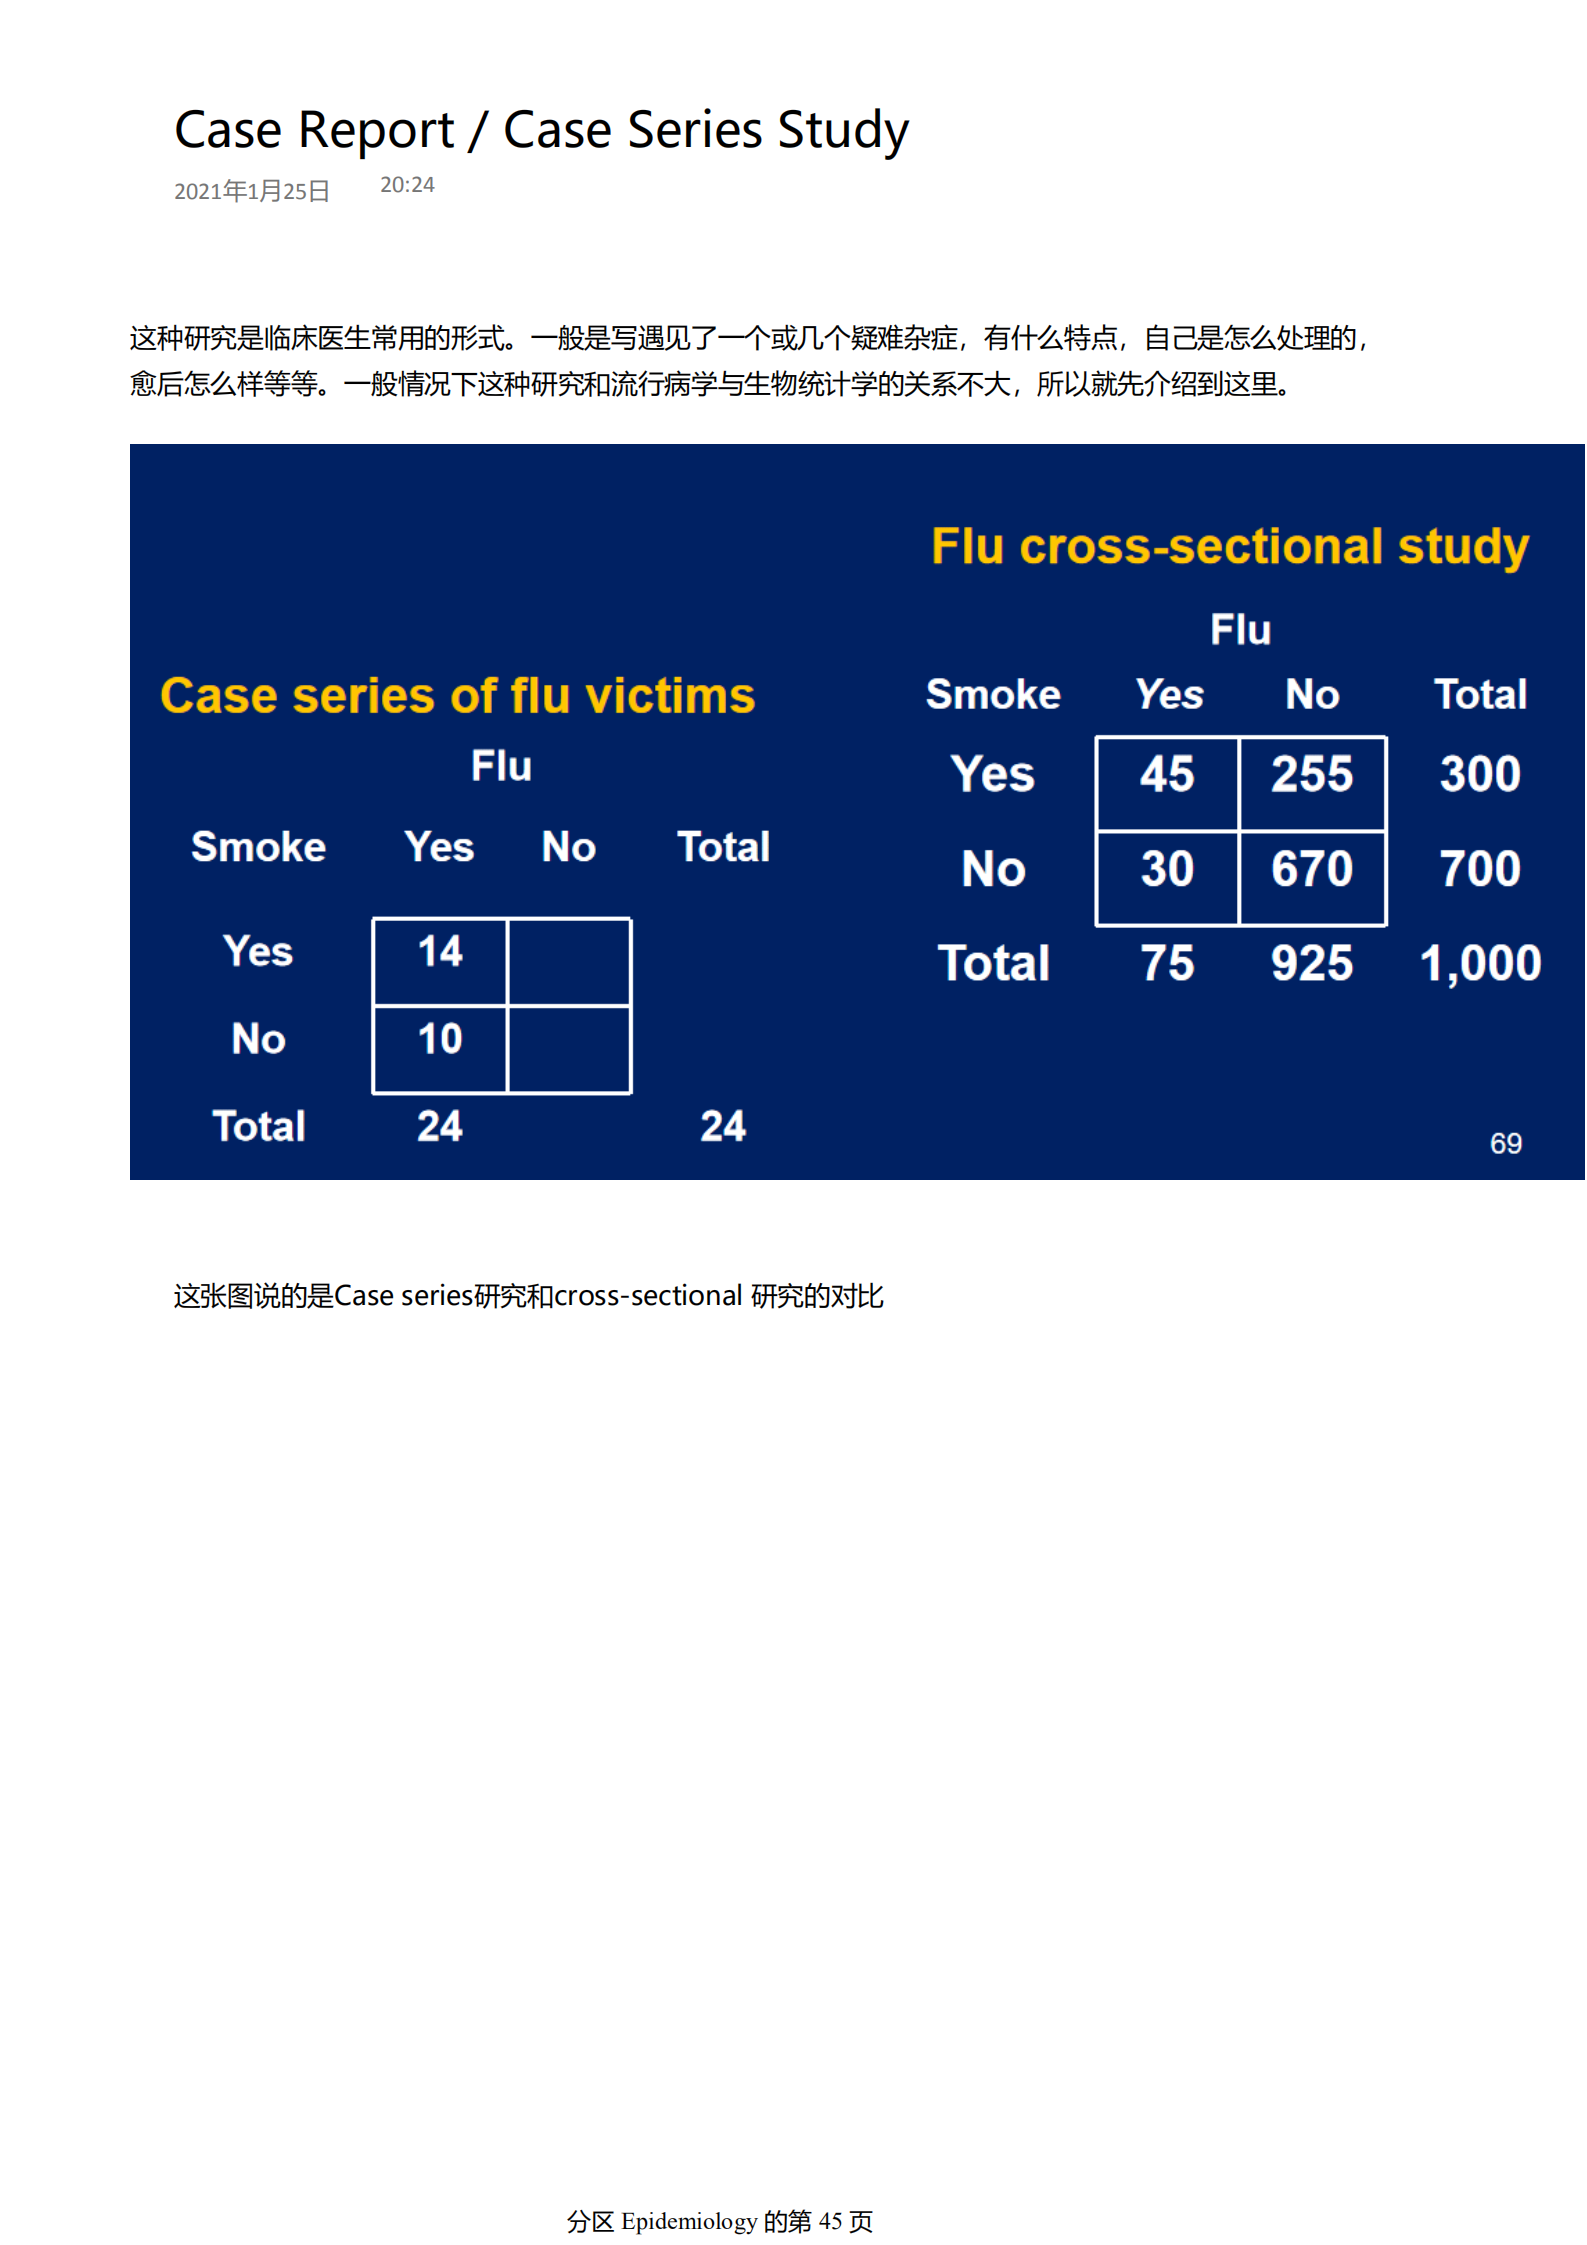 Case Report / Case Series Study
2021年1月25日 20:24
这种研究是临床医生常用的形式。一般是写遇见了一个或几个疑难杂症，有什么特点，自己是怎么处理的，
愈后怎么样等等。一般情况下这种研究和流行病学与生物统计学的关系不大，所以就先介绍到这里。
Case series of flu victims
Flu
Smoke Yes No Total
Yes 14
No 10
Total 24 24
Flu cross-sectional study
Flu
Smoke Yes No Total
Yes 45 255 300
No 30 670 700
Total 75 925 1,000
69
这张图说的是Case series研究和cross-sectional 研究的对比
分区 Epidemiology 的第 45 页